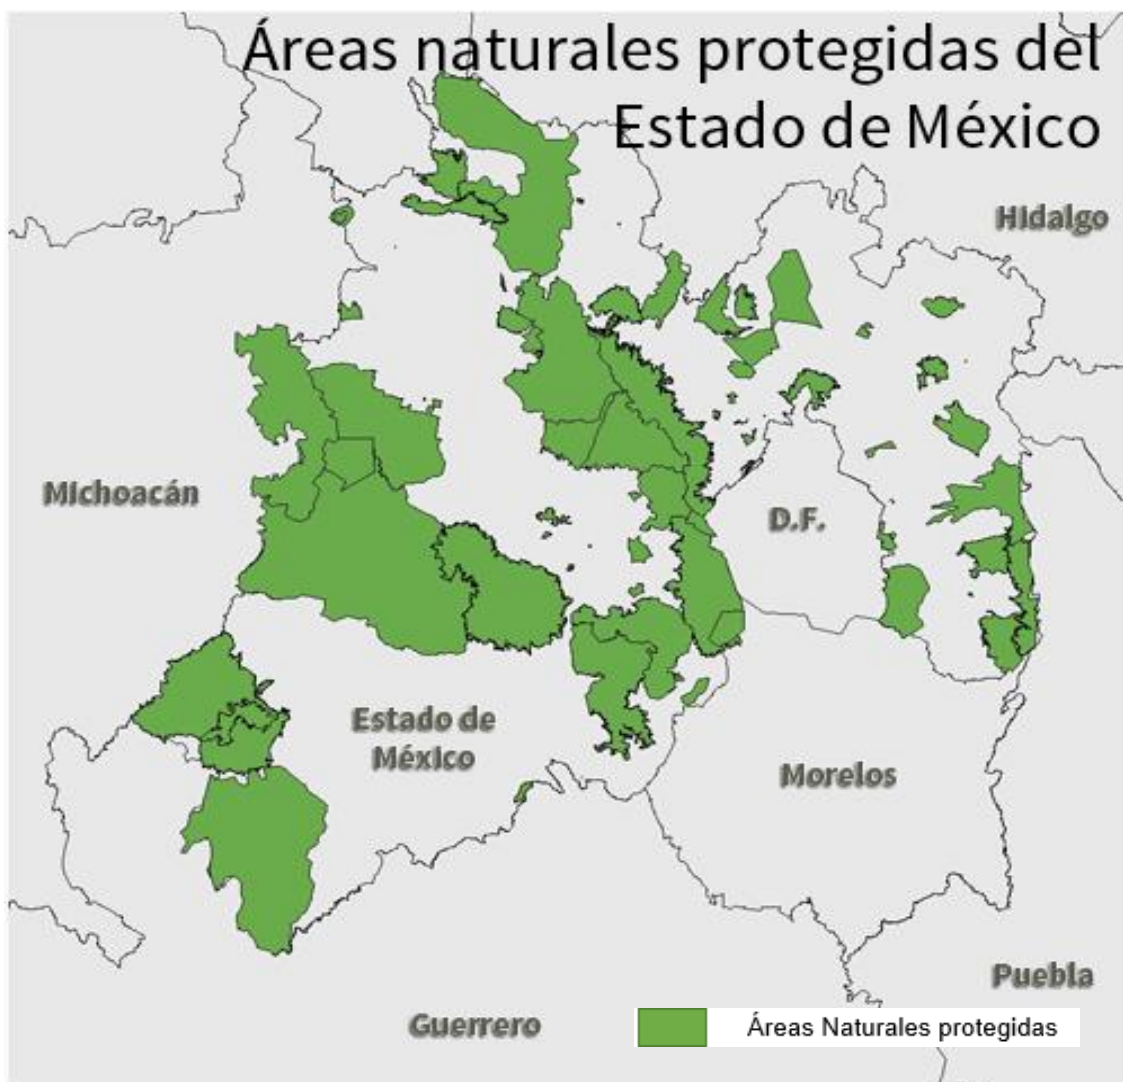 Áreas naturales protegidas del
Estado de México
Hidalgo
Michoacán
D.F.
Estado de
México
Morelos
Puebla
Guerrero
Áreas Naturales protegidas